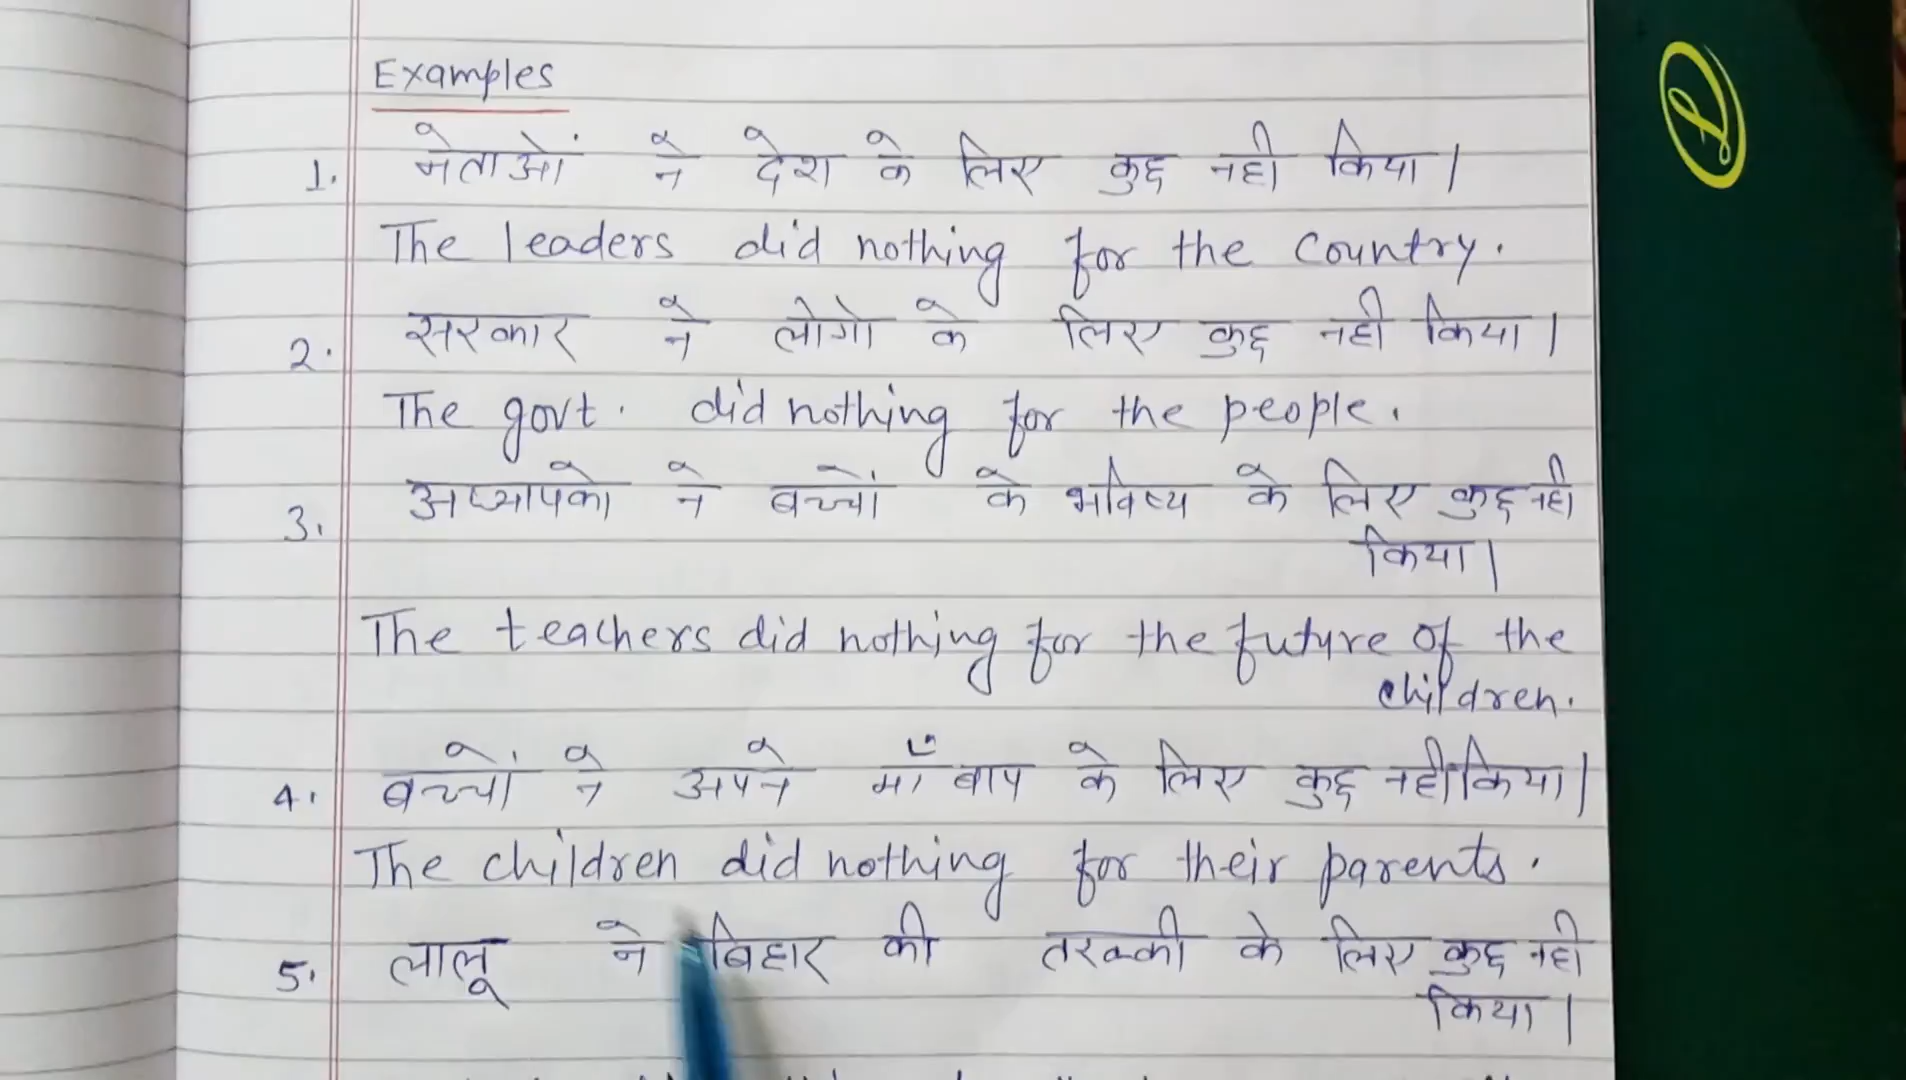 Examples
1. नेताओं ने देश के लिए कुछ नही किया।
The leaders did nothing for the country.
2. सरकार ने लोगो के लिए कुछ नही किया।
The govt. did nothing for the people.
3. अध्यापको ने बच्चों के भविष्य के लिए कुछ नही
किया।
The teachers did nothing for the future of the
children.
4. बच्चों ने अपने माँ बाप के लिए कुछ नही किया।
The children did nothing for their parents.
5. लालू ने बिहार की तरक्की के लिए कुछ नही
किया।